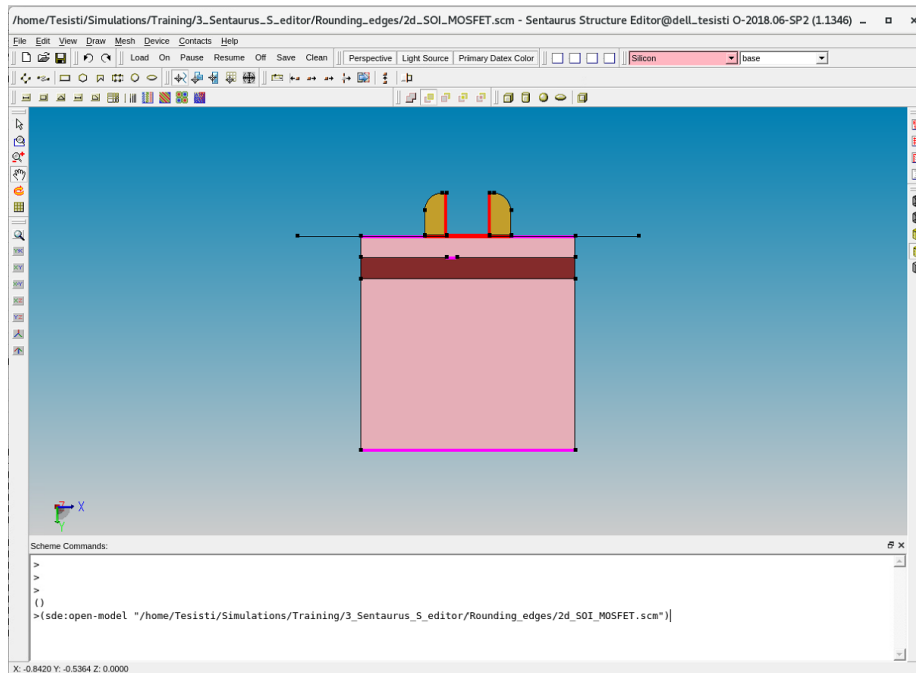 /home/Tesisti/Simulations/Training/3_Sentaurus_S_editor/Rounding_edges/2d_SOI_MOSFET.scm - Sentaurus Structure Editor@dell_tesisti O-2018.06-SP2 (1.1346)
File Edit View Draw Mesh Device Contacts Help
Load On Pause Resume Off Save Clean Perspective Light Source Primary Datex Color Silicon base
Z X
Y
Scheme Commands:
>
>
>
()
>(sde:open-model "/home/Tesisti/Simulations/Training/3_Sentaurus_S_editor/Rounding_edges/2d_SOI_MOSFET.scm")
X: -0.8420 Y: -0.5364 Z: 0.0000